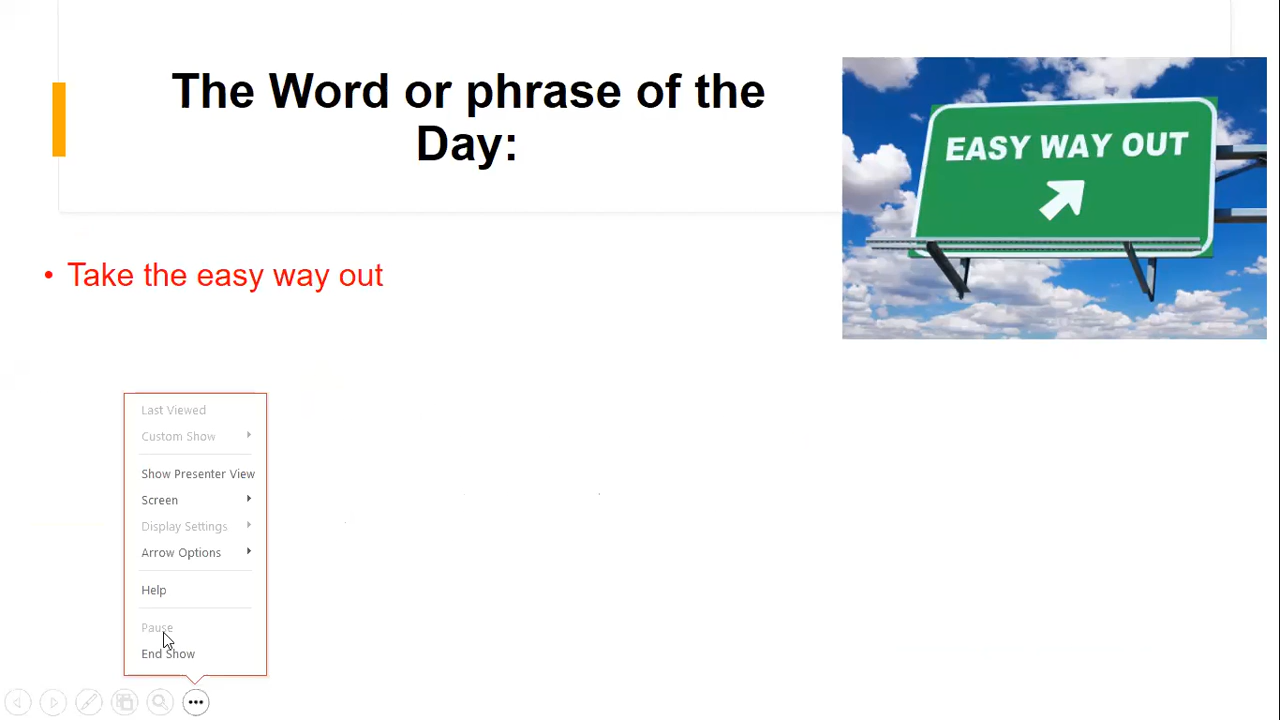 The Word or phrase of the
Day:
EASY WAY OUT
• Take the easy way out
Last Viewed
Custom Show
Show Presenter View
Screen
Display Settings
Arrow Options
Help
Pause
End Show